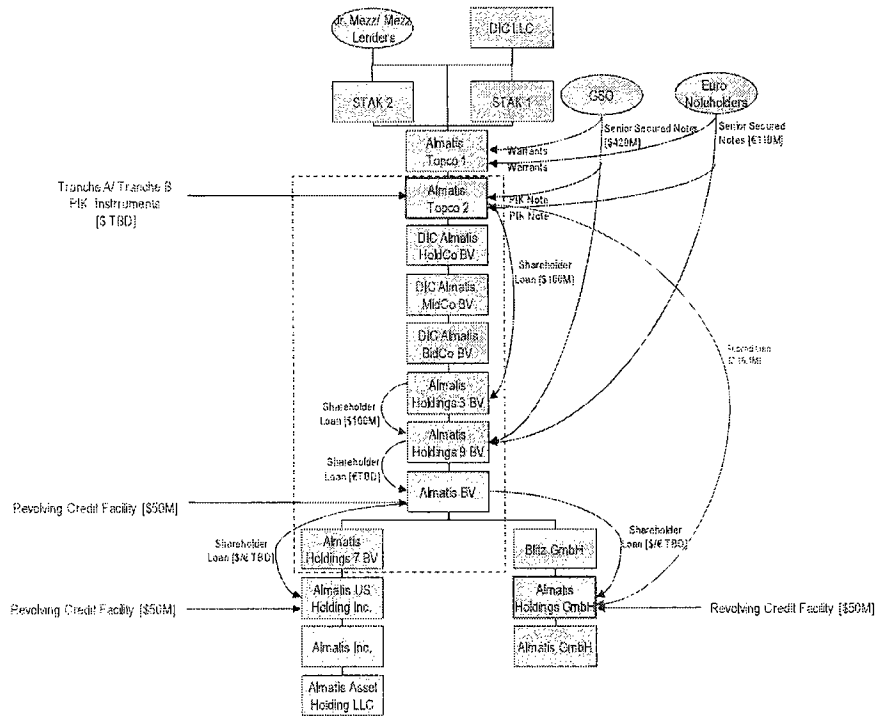 Jr. Mezz/ Mezz
Lenders
DIC LLC
STAK 2
STAK 1
GSO
Euro
Noteholders
Almatis
Topco 1
Warrants
Warrants
Senior Secured Notes
[$420M]
Senior Secured
Notes [€110M]
Tranche A/ Tranche B
PIK Instruments
[$TBD]
Almatis
Topco 2
PIK Note
PIK Note
DIC Almatis
HoldCo BV
Shareholder
Loan [$100M]
DIC Almatis
MidCo BV
DIC Almatis
BidCo BV
Almatis
Holdings 3 BV
Shareholder
Loan [$100M]
Almatis
Holdings 9 BV
Shareholder
Loan [€TBD]
Almatis BV
Revolving Credit Facility [$50M]
Shareholder
Loan [$/€ TBD]
Almatis
Holdings 7 BV
Blitz GmbH
Shareholder
Loan [$/€ TBD]
Almatis US
Holding Inc.
Almatis
Holdings GmbH
Revolving Credit Facility [$50M]
Revolving Credit Facility [$50M]
Almatis Inc.
Almatis GmbH
Almatis Asset
Holding LLC